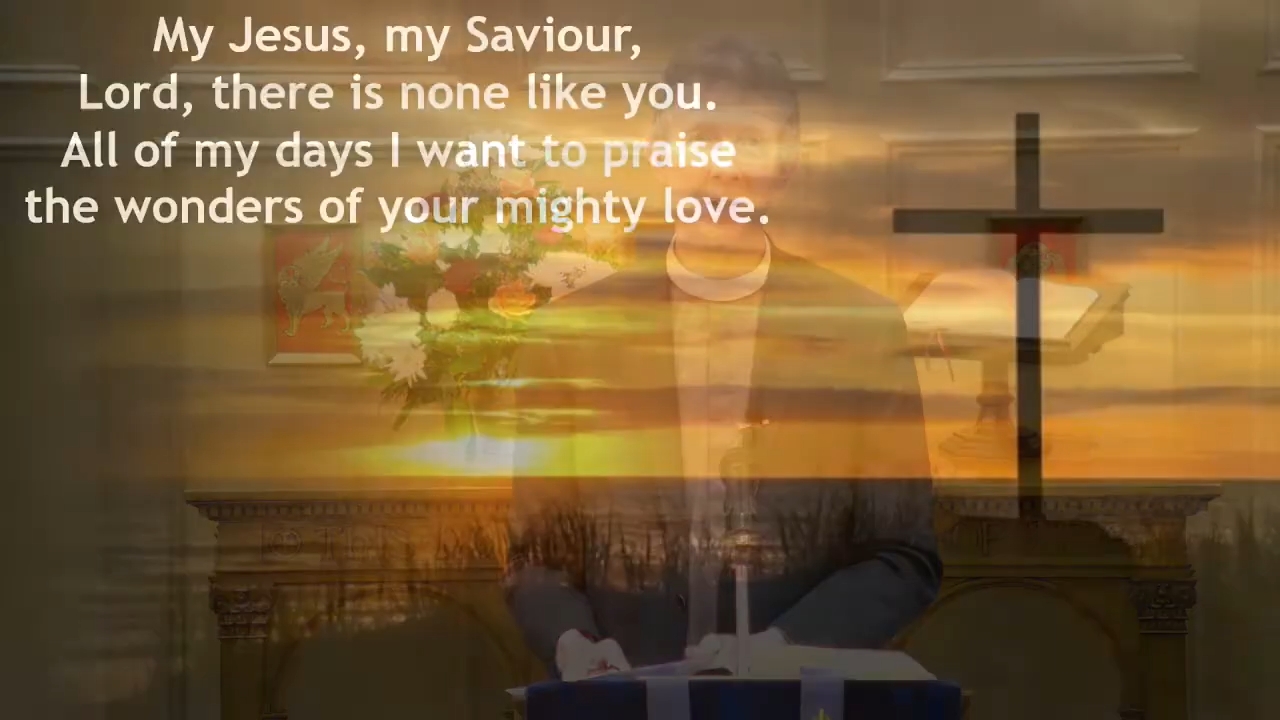 My Jesus, my Saviour,
Lord, there is none like you.
All of my days I want to praise
the wonders of your mighty love.